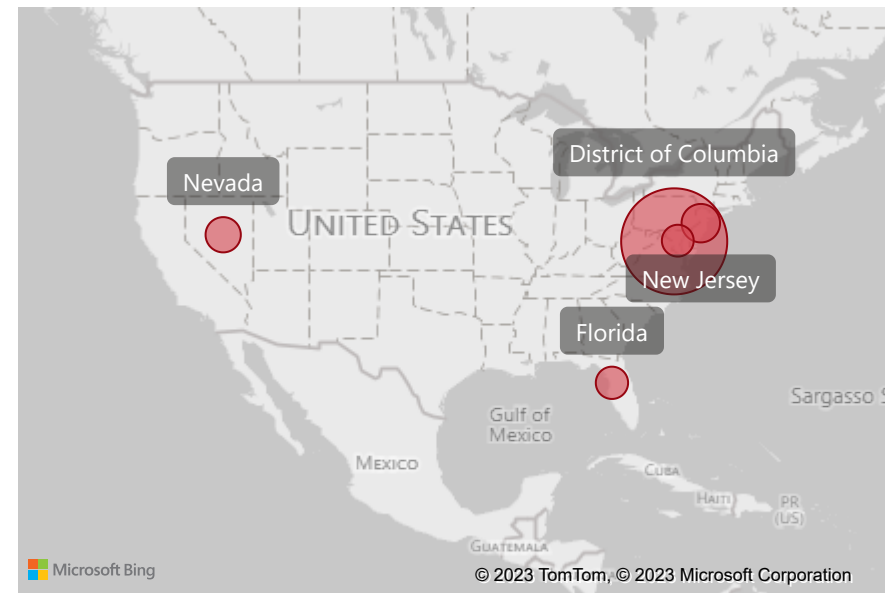 District of Columbia
Nevada
UNITED STATES
New Jersey
Florida
Sargasso S
Gulf of
Mexico
MEXICO
CUBA
HAITI
PR
(US)
GUATEMALA
Microsoft Bing
© 2023 TomTom, © 2023 Microsoft Corporation